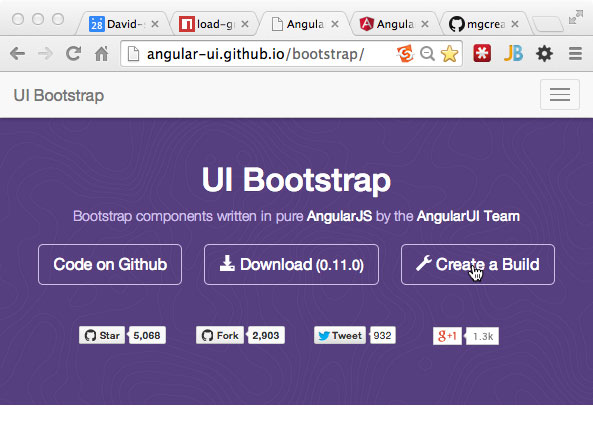 28 David- load-gr Angula Angula mgcrea
angular-ui.github.io/bootstrap/ JB
UI Bootstrap
UI Bootstrap
Bootstrap components written in pure AngularJS by the AngularUI Team
Code on Github Download (0.11.0) Create a Build
Star 5,068 Fork 2,903 Tweet 932 g+1 1.3k